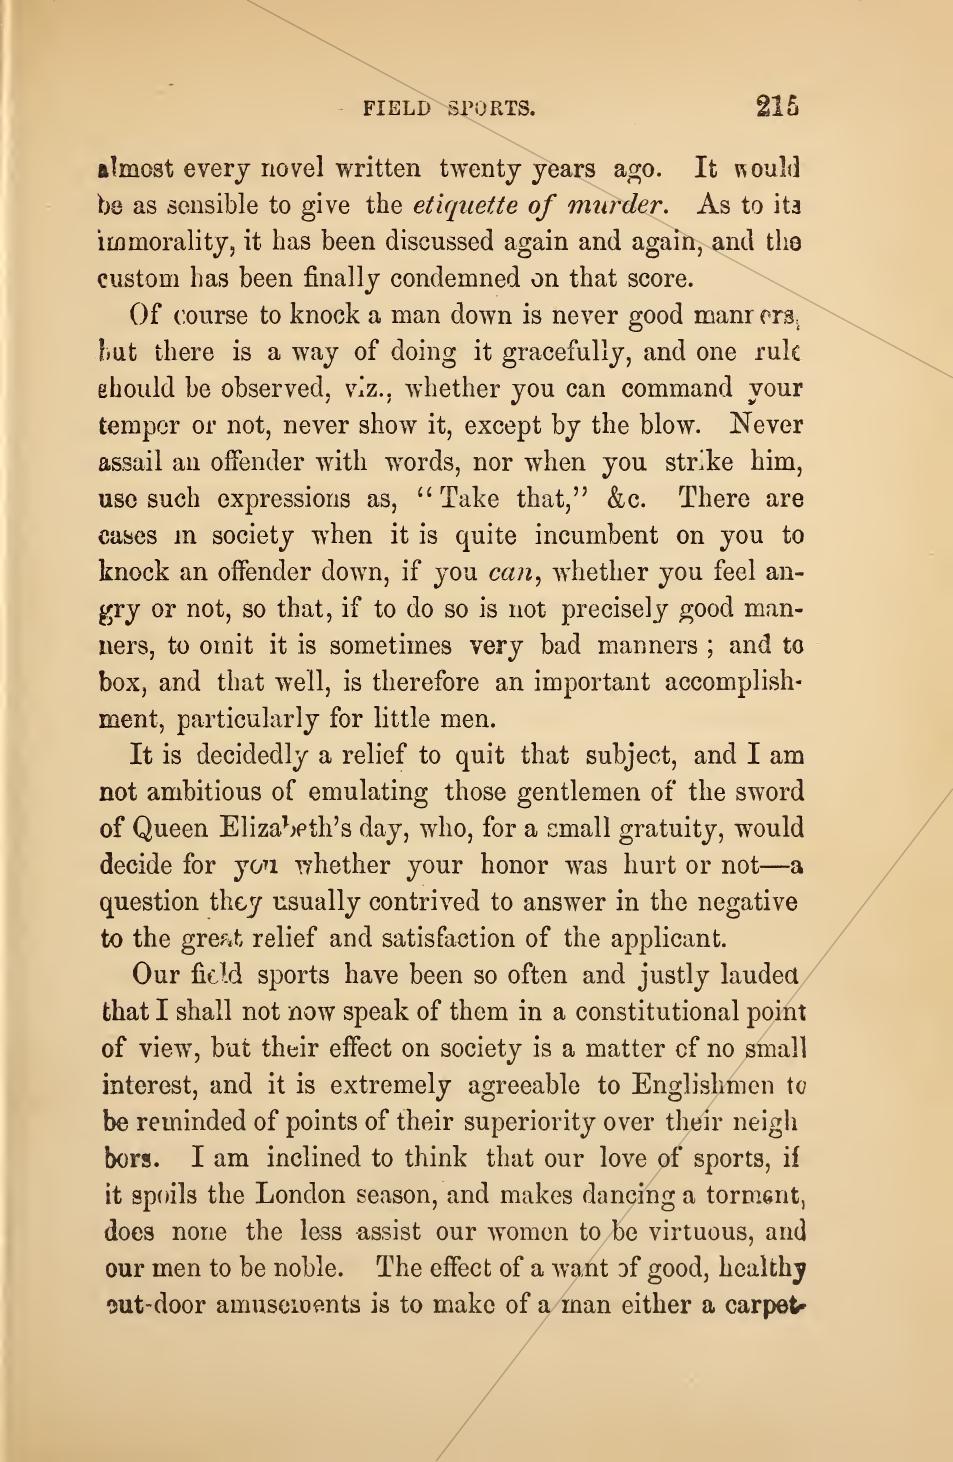 FIELD SPORTS. 215
almost every novel written twenty years ago. It would
be as sensible to give the etiquette of murder. As to its
immorality, it has been discussed again and again, and the
custom has been finally condemned on that score.
Of course to knock a man down is never good manners,
but there is a way of doing it gracefully, and one rule
should be observed, viz., whether you can command your
temper or not, never show it, except by the blow. Never
assail an offender with words, nor when you strike him,
use such expressions as, “Take that,” &c. There are
cases in society when it is quite incumbent on you to
knock an offender down, if you can, whether you feel an-
gry or not, so that, if to do so is not precisely good man-
ners, to omit it is sometimes very bad manners ; and to
box, and that well, is therefore an important accomplish-
ment, particularly for little men.
It is decidedly a relief to quit that subject, and I am
not ambitious of emulating those gentlemen of the sword
of Queen Elizabeth’s day, who, for a small gratuity, would
decide for you whether your honor was hurt or not—a
question they usually contrived to answer in the negative
to the great relief and satisfaction of the applicant.
Our field sports have been so often and justly lauded
that I shall not now speak of them in a constitutional point
of view, but their effect on society is a matter of no small
interest, and it is extremely agreeable to Englishmen to
be reminded of points of their superiority over their neigh
bors. I am inclined to think that our love of sports, if
it spoils the London season, and makes dancing a torment,
does none the less assist our women to be virtuous, and
our men to be noble. The effect of a want of good, healthy
out-door amusements is to make of a man either a carpet-